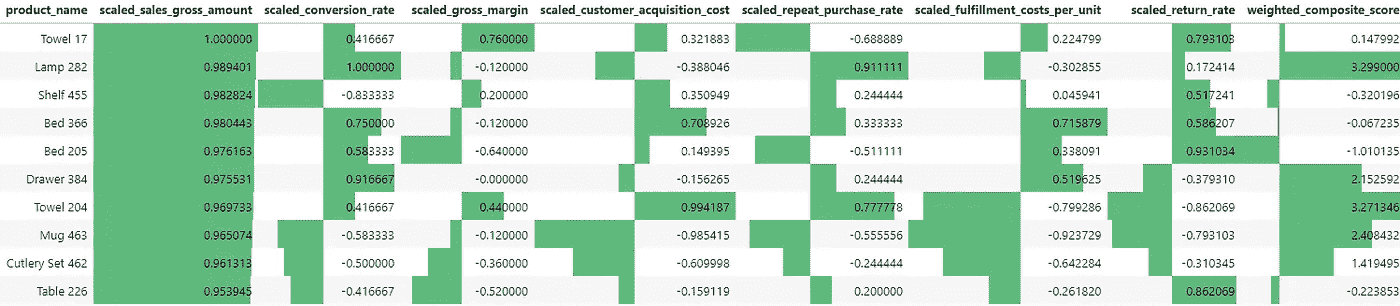 product_name scaled_sales_gross_amount scaled_conversion_rate scaled_gross_margin scaled_customer_acquisition_cost scaled_repeat_purchase_rate scaled_fulfillment_costs_per_unit scaled_return_rate weighted_composite_score
Towel 17 1.000000 0.416667 0.760000 0.321883 -0.688889 0.224799 0.793103 0.147992
Lamp 282 0.989401 1.000000 -0.120000 -0.388046 0.911111 -0.302855 0.172414 3.299000
Shelf 455 0.982824 -0.833333 0.200000 0.350949 0.244444 0.045941 0.517241 -0.320196
Bed 366 0.980443 0.750000 -0.120000 0.708926 0.333333 0.715879 0.586207 -0.067235
Bed 205 0.976163 0.583333 -0.640000 0.149395 -0.511111 0.338091 0.931034 -1.010135
Drawer 384 0.975531 0.916667 -0.000000 -0.156265 0.244444 0.519625 -0.379310 2.152592
Towel 204 0.969733 0.416667 0.440000 0.994187 0.777778 -0.799286 -0.862069 3.271346
Mug 463 0.965074 -0.583333 -0.120000 -0.985415 -0.555556 -0.923729 -0.793103 2.408432
Cutlery Set 462 0.961313 -0.500000 -0.360000 -0.609998 -0.244444 -0.642284 -0.310345 1.419495
Table 226 0.953945 -0.416667 -0.520000 -0.159119 0.200000 -0.261820 0.862069 -0.223853